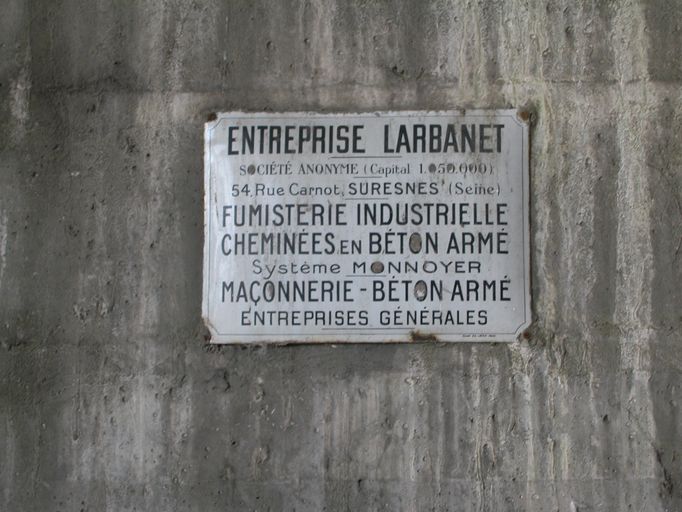 ENTREPRISE LARBANET
SOCIÉTÉ ANONYME (Capital 1.050.000)
54, Rue Carnot, SURESNES (Seine)
FUMISTERIE INDUSTRIELLE
CHEMINÉES EN BÉTON ARMÉ
Système MONNOYER
MAÇONNERIE - BÉTON ARMÉ
ENTREPRISES GÉNÉRALES